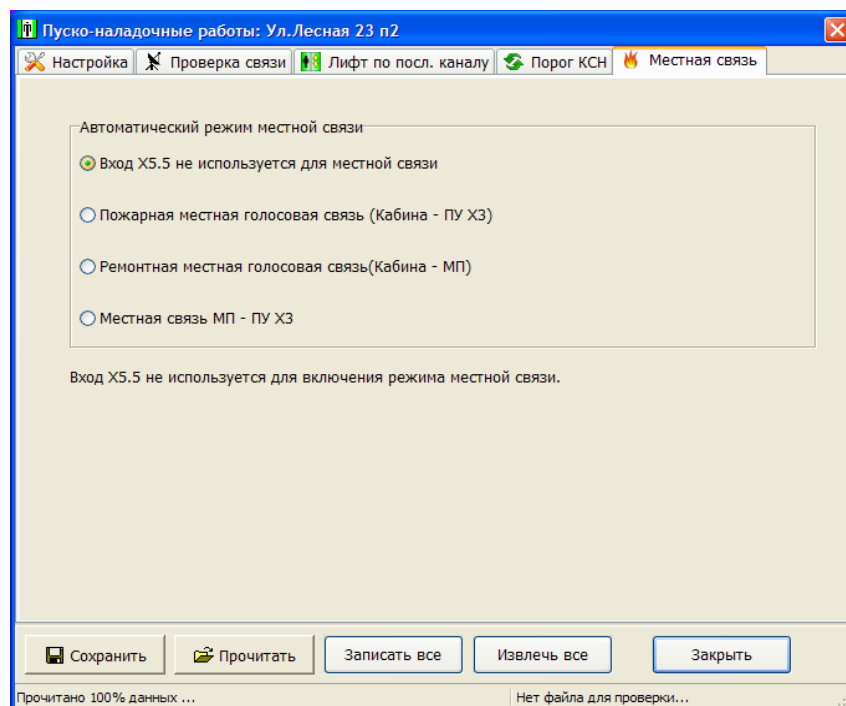 Пуско-наладочные работы: Ул.Лесная 23 п2
Настройка Проверка связи Лифт по посл. каналу Порог КСН Местная связь
Автоматический режим местной связи
Вход X5.5 не используется для местной связи
Пожарная местная голосовая связь (Кабина - ПУ X3)
Ремонтная местная голосовая связь(Кабина - МП)
Местная связь МП - ПУ X3
Вход X5.5 не используется для включения режима местной связи.
Сохранить Прочитать Записать все Извлечь все Закрыть
Прочитано 100% данных ... Нет файла для проверки...